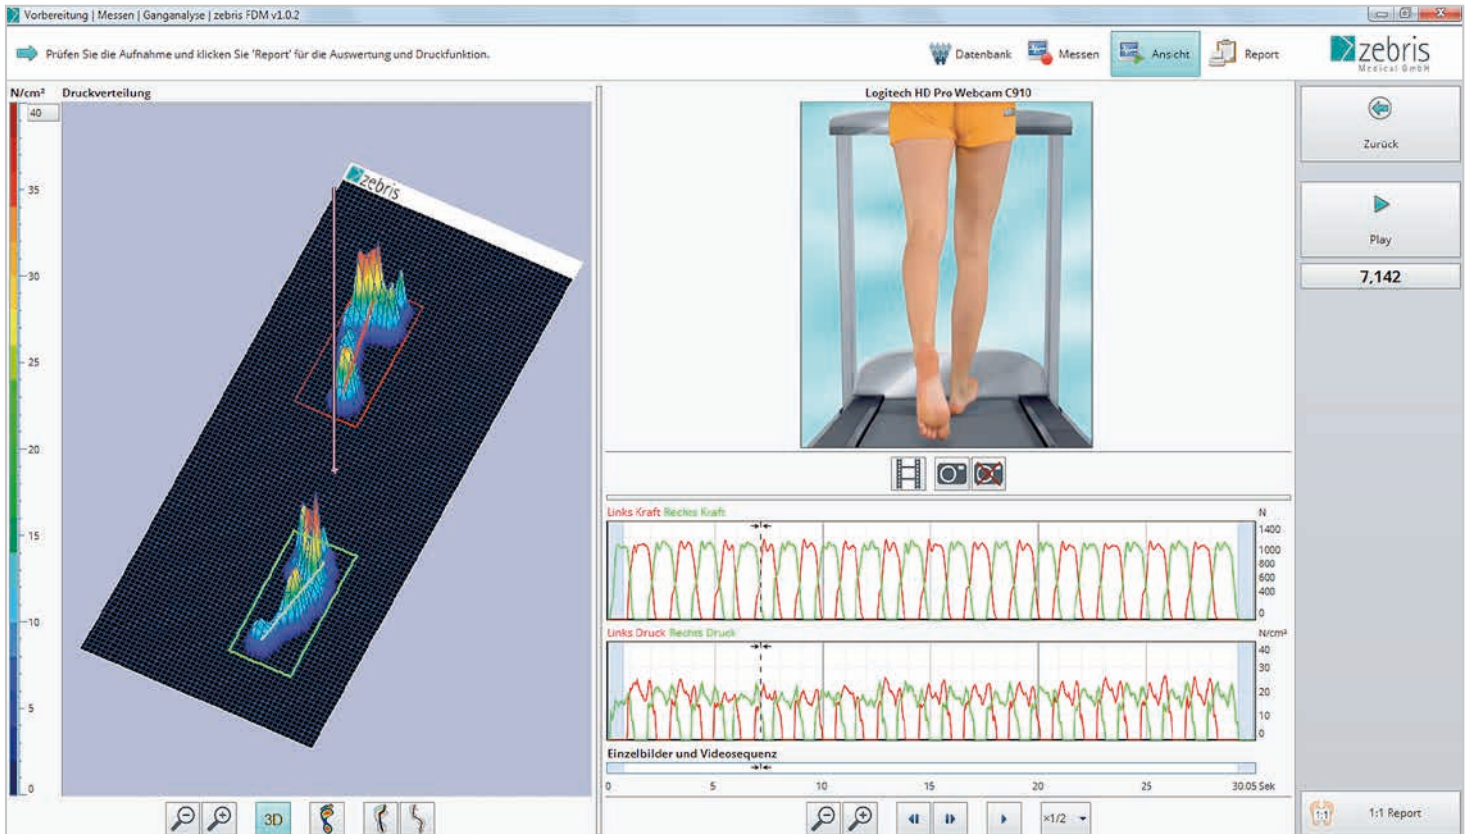 Vorbereitung | Messen | Ganganalyse | zebris FDM v1.0.2
Prüfen Sie die Aufnahme und klicken Sie 'Report' für die Auswertung und Druckfunktion.
Datenbank
Messen
Ansicht
Report
zebris
Medical GmbH
N/cm² Druckverteilung
40
35
30
25
20
15
10
5
0
zebris
Logitech HD Pro Webcam C910
Zurück
Play
7,142
Links Kraft Rechts Kraft
N
1400
1000
800
600
400
0
Links Druck Rechts Druck
N/cm²
40
30
20
10
0
Einzelbilder und Videosequenz
0 5 10 15 20 25 30.05 Sek
3D
×1/2
1:1
1:1 Report